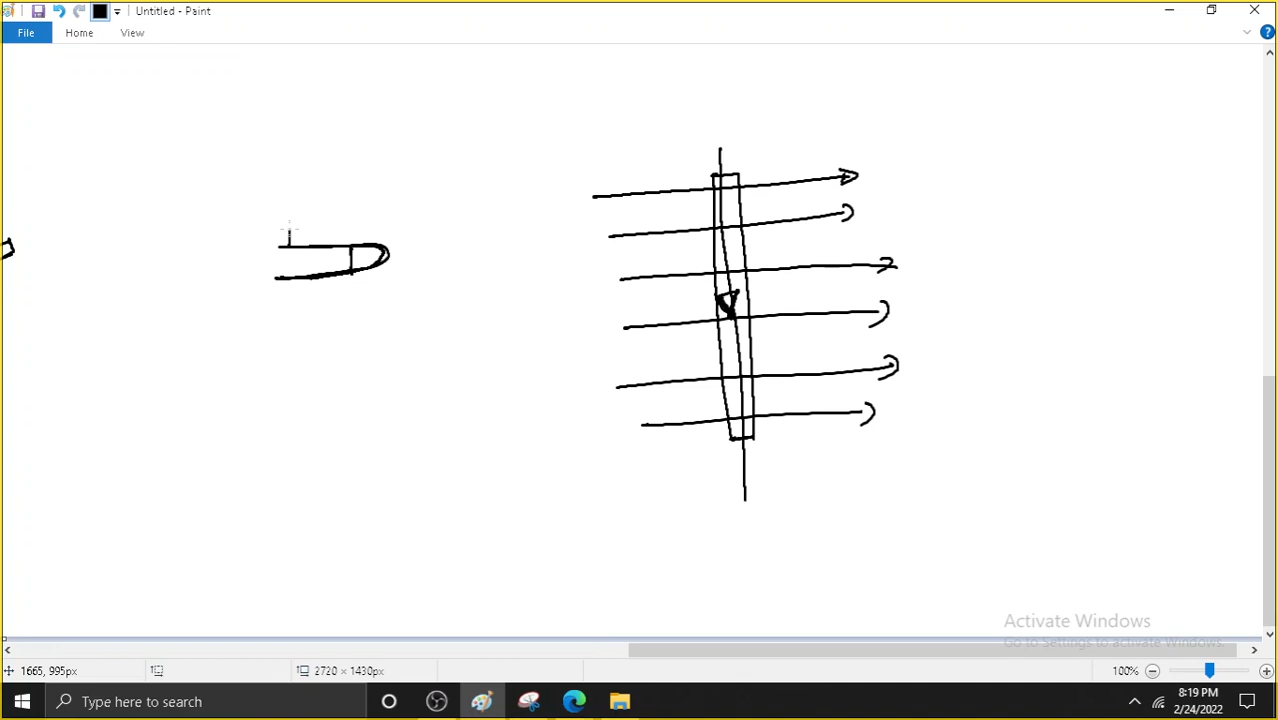 Untitled - Paint
File Home View
Activate Windows
Go to Settings to activate Windows.
1665, 995px 2720 × 1430px 100%
Type here to search
8:19 PM
2/24/2022